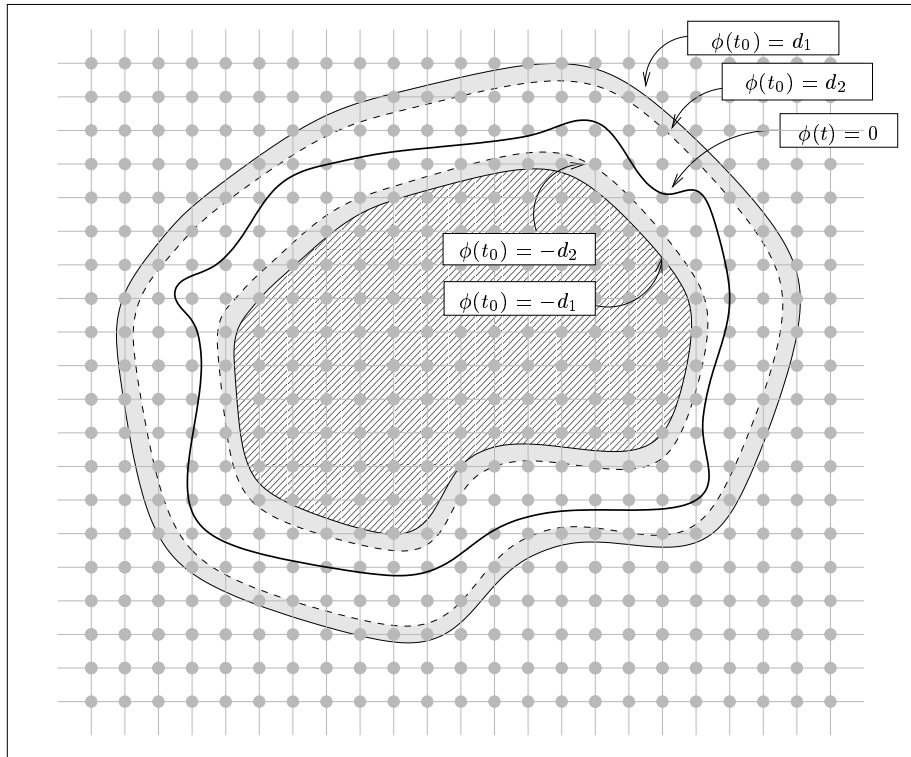 ϕ(t₀) = d₁
ϕ(t₀) = d₂
ϕ(t) = 0
ϕ(t₀) = −d₂
ϕ(t₀) = −d₁